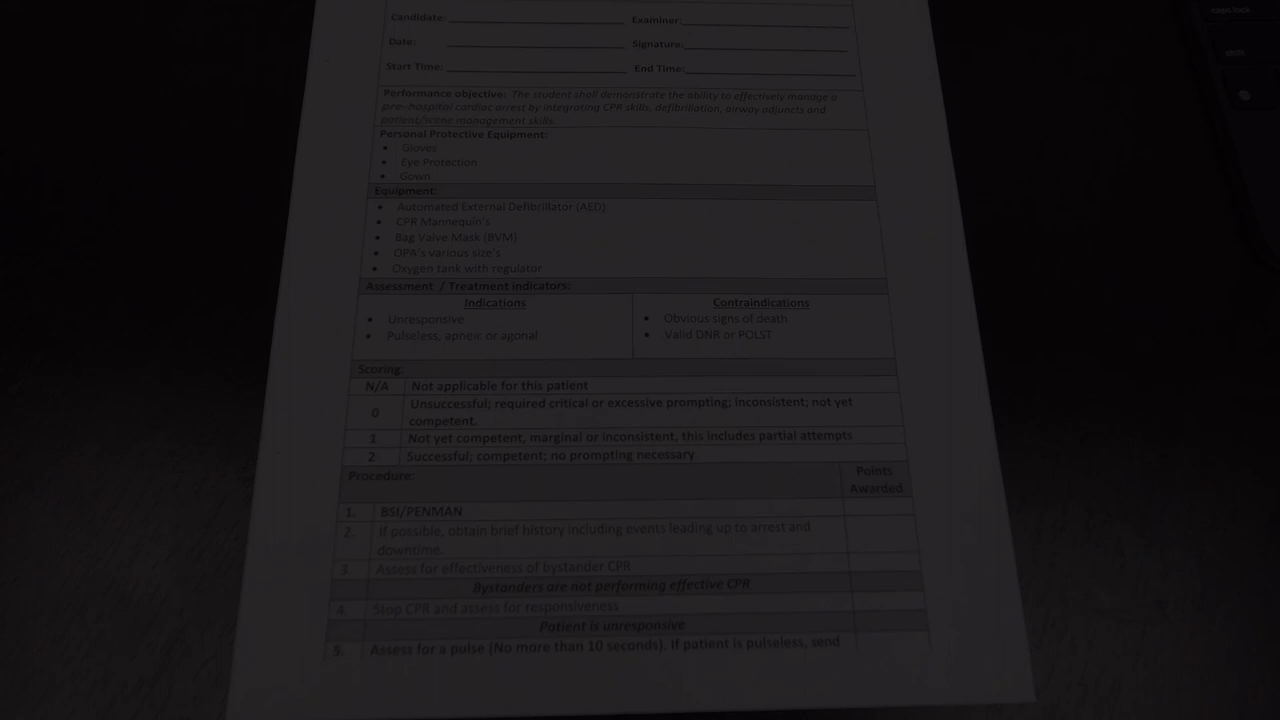 Candidate: Examiner:
Date: Signature:
Start Time: End Time:
Performance objective: The student shall demonstrate the ability to effectively manage a
pre-hospital cardiac arrest by integrating CPR skills, defibrillation, airway adjuncts and
patient/scene management skills.
Personal Protective Equipment:
• Gloves
• Eye Protection
• Gown
Equipment:
• Automated External Defibrillator (AED)
• CPR Mannequin's
• Bag Valve Mask (BVM)
• OPA's various size's
• Oxygen tank with regulator
Assessment / Treatment indicators:
Indications Contraindications
• Unresponsive • Obvious signs of death
• Pulseless, apneic or agonal • Valid DNR or POLST
Scoring:
N/A Not applicable for this patient
0 Unsuccessful; required critical or excessive prompting; inconsistent; not yet
competent.
1 Not yet competent, marginal or inconsistent, this includes partial attempts
2 Successful; competent; no prompting necessary
Procedure: Points
Awarded
1. BSI/PENMAN
2. If possible, obtain brief history including events leading up to arrest and
downtime.
3. Assess for effectiveness of bystander CPR
Bystanders are not performing effective CPR
4. Stop CPR and assess for responsiveness
Patient is unresponsive
5. Assess for a pulse (No more than 10 seconds). If patient is pulseless, send
caps lock
shift